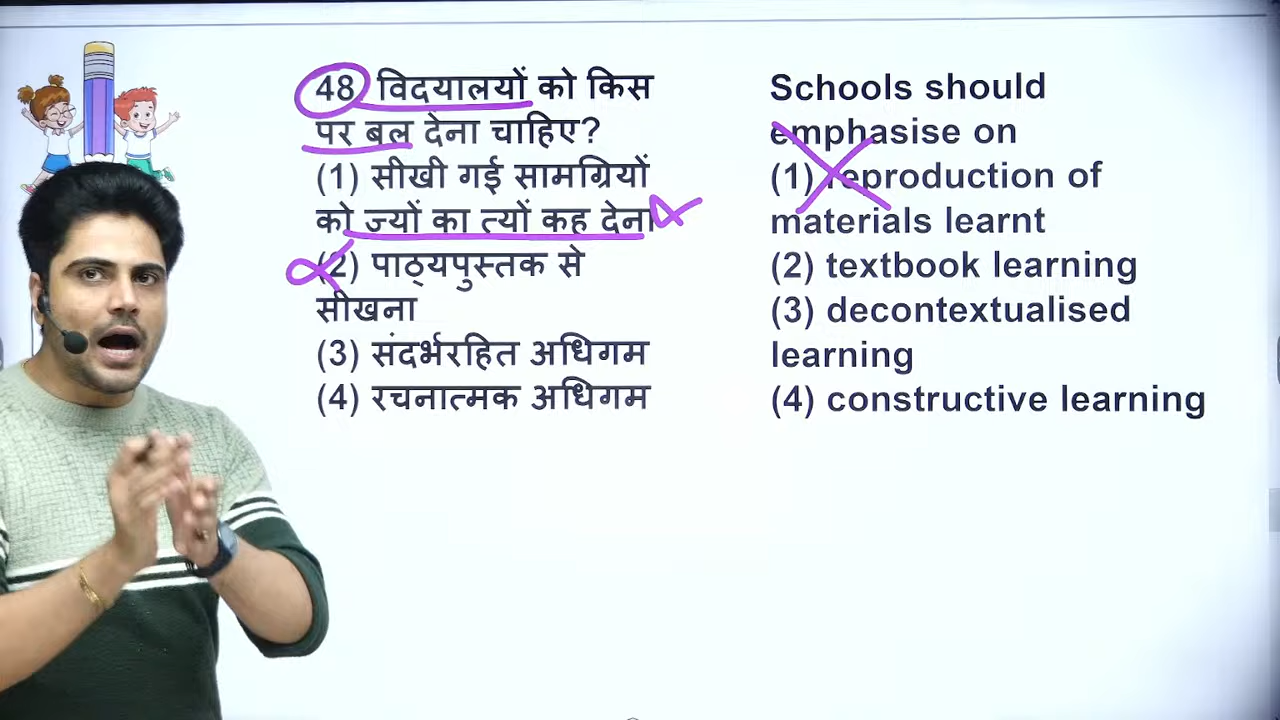 48 विदयालयों को किस
पर बल देना चाहिए?
(1) सीखी गई सामग्रियों
को ज्यों का त्यों कह देना
(2) पाठ्यपुस्तक से
सीखना
(3) संदर्भरहित अधिगम
(4) रचनात्मक अधिगम
Schools should
emphasise on
(1) reproduction of
materials learnt
(2) textbook learning
(3) decontextualised
learning
(4) constructive learning